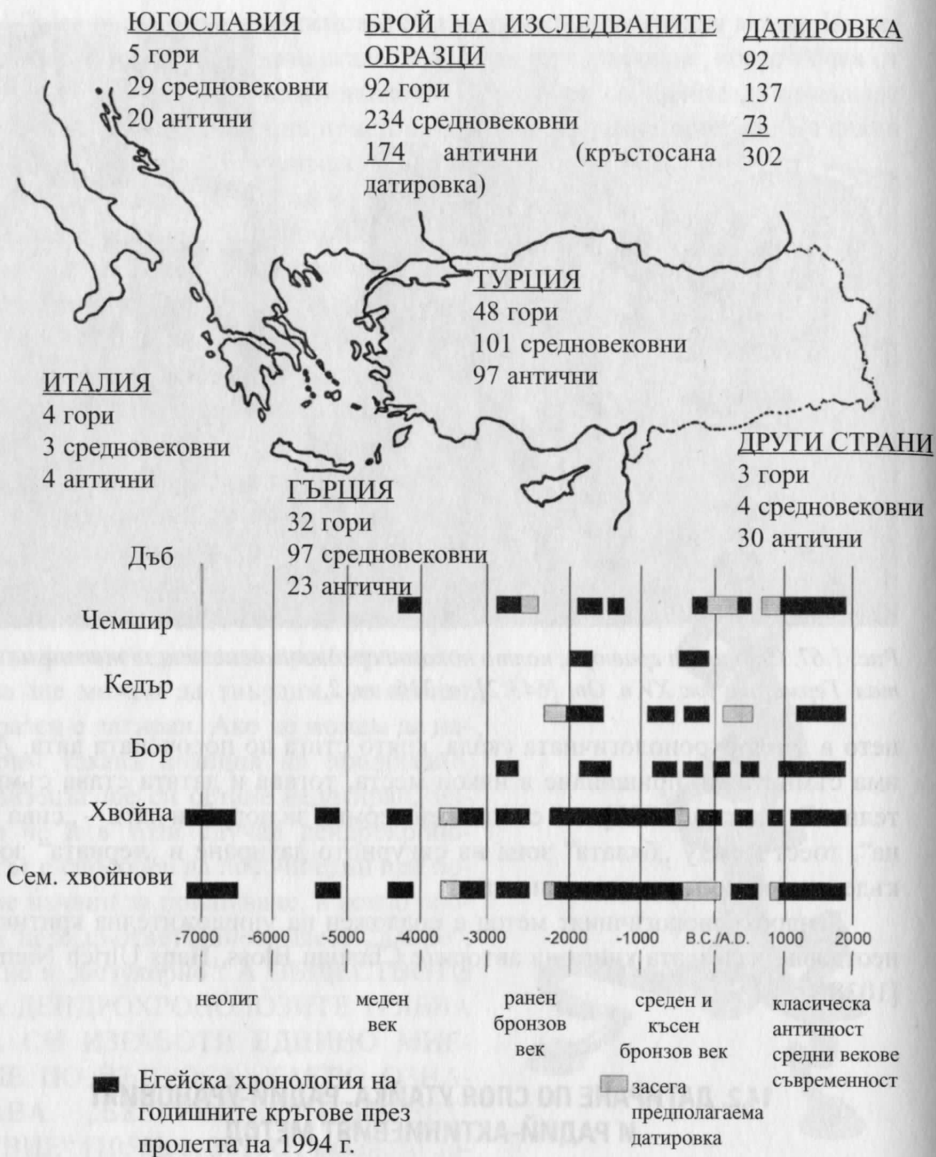 ЮГОСЛАВИЯ
5 гори
29 средновековни
20 антични
БРОЙ НА ИЗСЛЕДВАНИТЕ
ОБРАЗЦИ
92 гори
234 средновековни
174 антични (кръстосана
датировка)
ДАТИРОВКА
92
137
73
302
ТУРЦИЯ
48 гори
101 средновековни
97 антични
ИТАЛИЯ
4 гори
3 средновековни
4 антични
ГЪРЦИЯ
32 гори
97 средновековни
23 антични
ДРУГИ СТРАНИ
3 гори
4 средновековни
30 антични
Дъб
Чемшир
Кедър
Бор
Хвойна
Сем. хвойнови
-7000 -6000 -5000 -4000 -3000 -2000 -1000 B.C./A.D. 1000 2000
неолит
меден
век
ранен
бронзов
век
среден и
късен
бронзов век
класическа
античност
средни векове
съвременност
Егейска хронология на
годишните кръгове през
пролетта на 1994 г.
засега
предполагаема
датировка